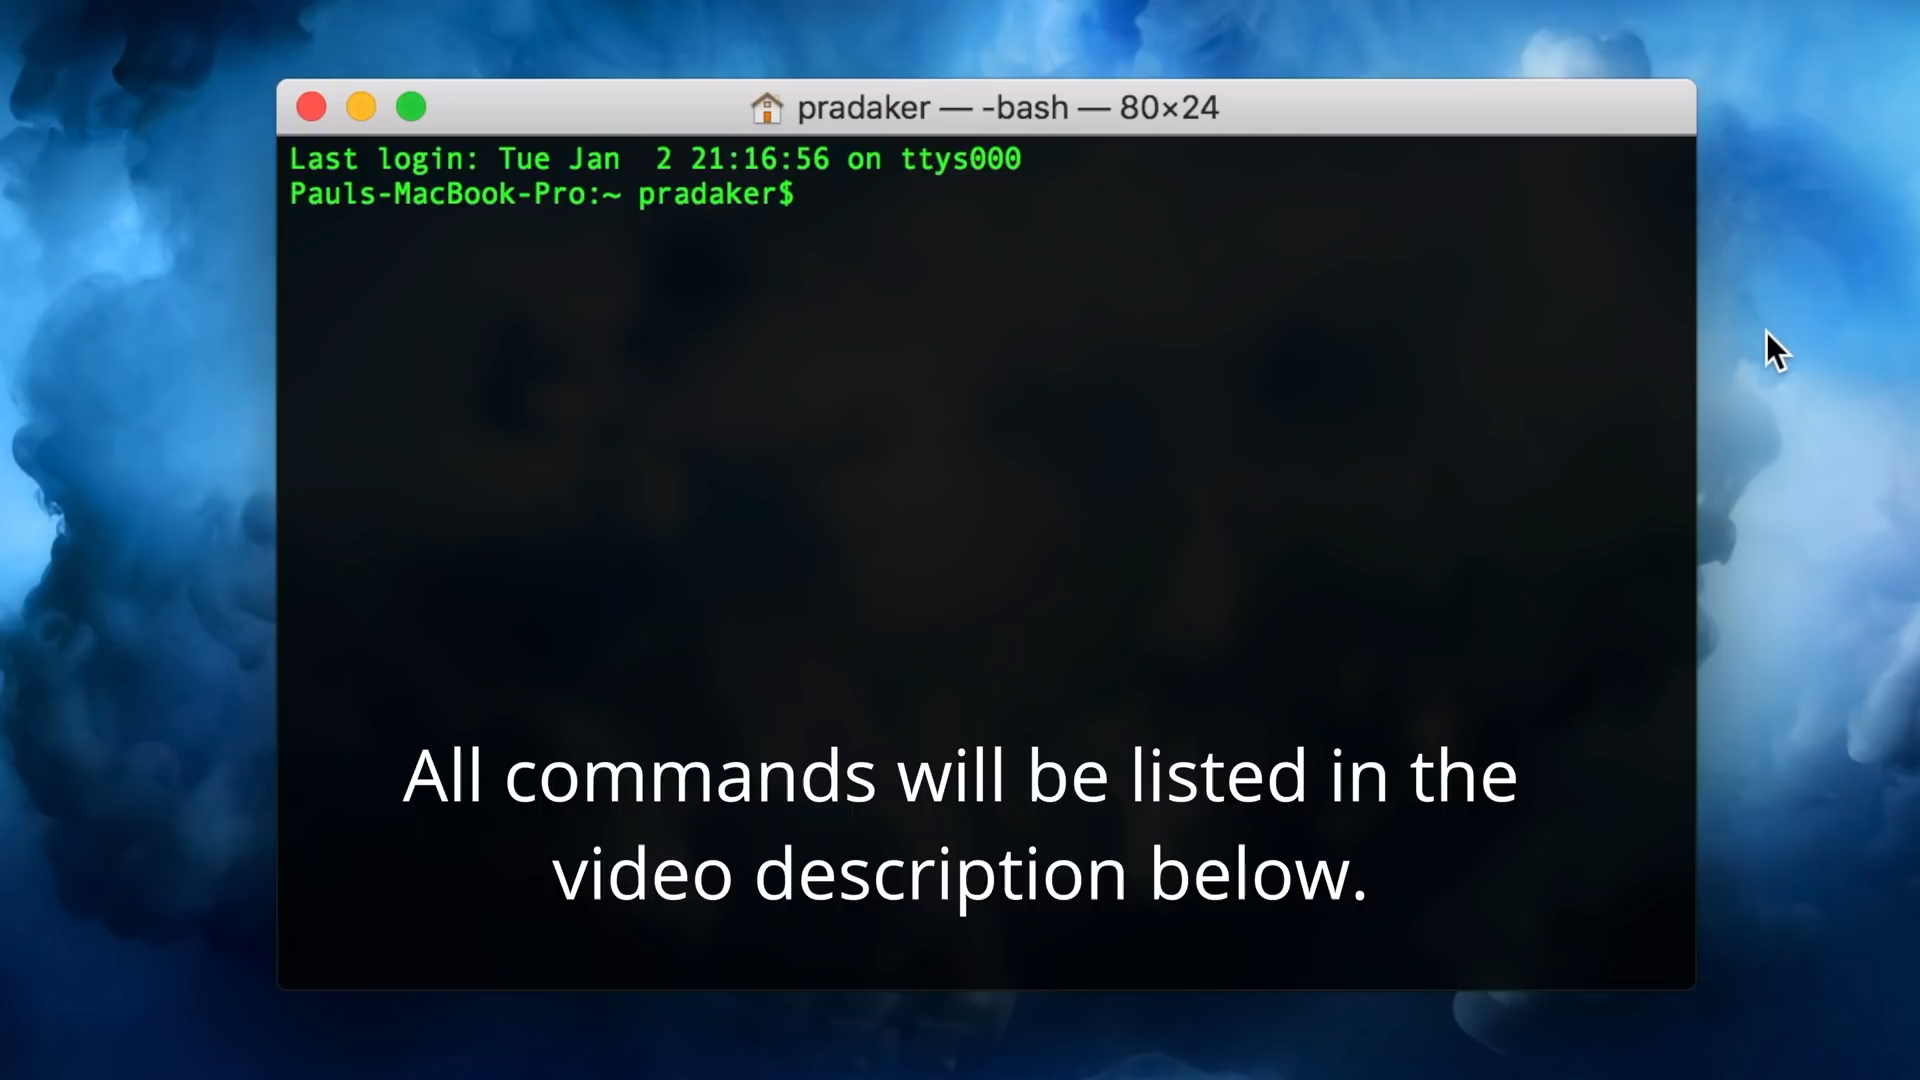 pradaker — -bash — 80×24
Last login: Tue Jan  2 21:16:56 on ttys000
Pauls-MacBook-Pro:~ pradaker$
All commands will be listed in the
video description below.